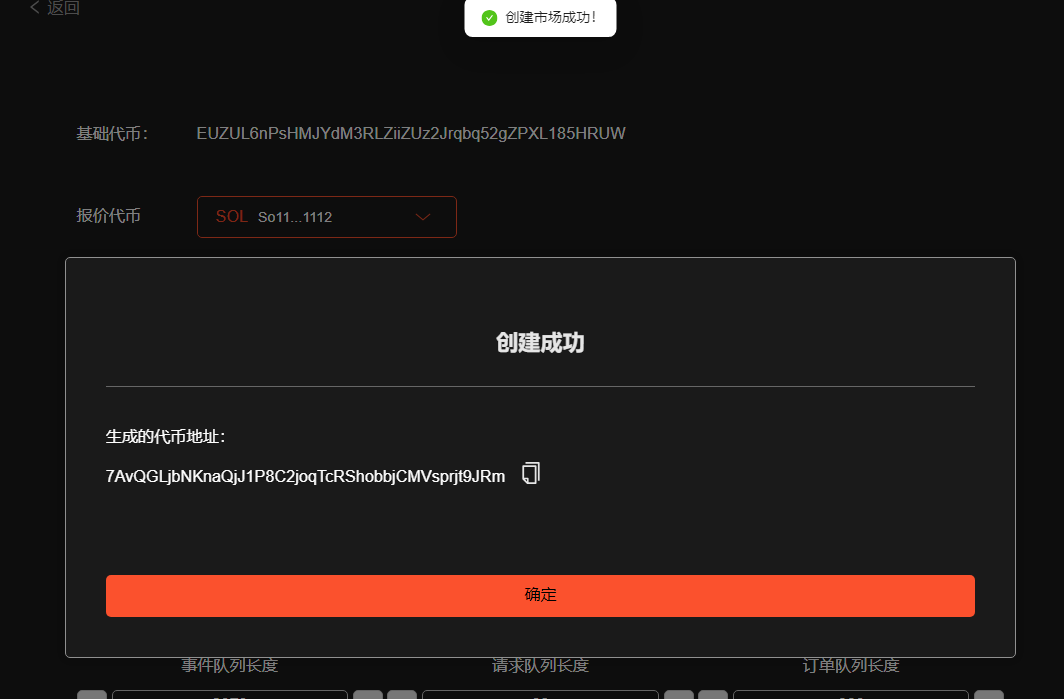 返回
创建市场成功!
基础代币:
EUZUL6nPsHMJYdM3RLZiiZUz2Jrqbq52gZPXL185HRUW
报价代币
SOL So11...1112
创建成功
生成的代币地址:
7AvQGLjbNKnaQjJ1P8C2joqTcRShobbjCMVsprjt9JRm
确定
事件队列长度
请求队列长度
订单队列长度